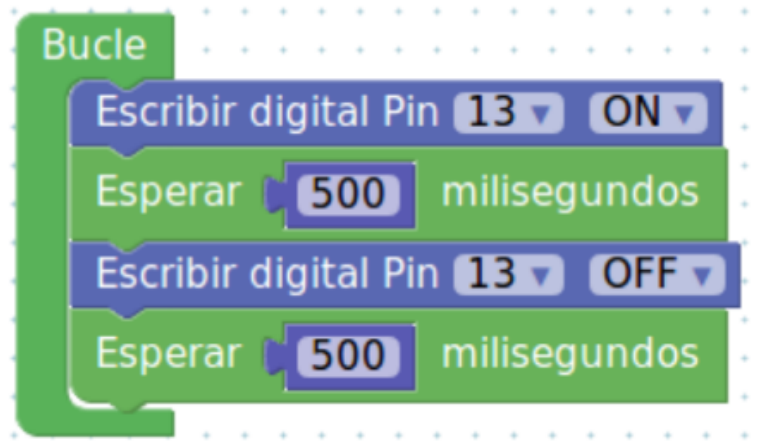 Bucle
Escribir digital Pin 13 ON
Esperar 500 milisegundos
Escribir digital Pin 13 OFF
Esperar 500 milisegundos